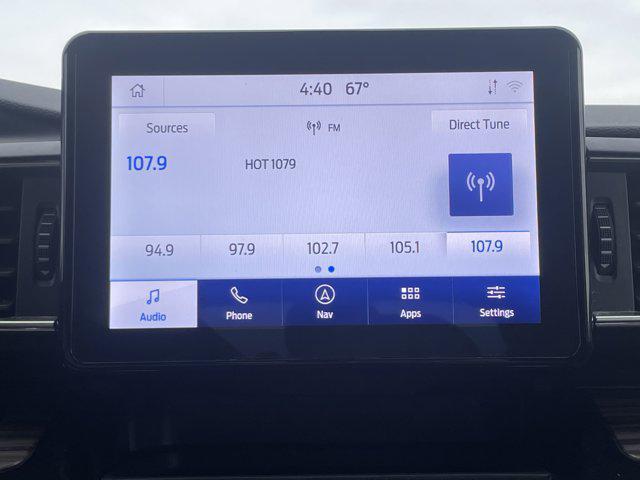 4:40 67°
Sources
FM
Direct Tune
107.9
HOT 1079
94.9 97.9 102.7 105.1 107.9
Audio Phone Nav Apps Settings